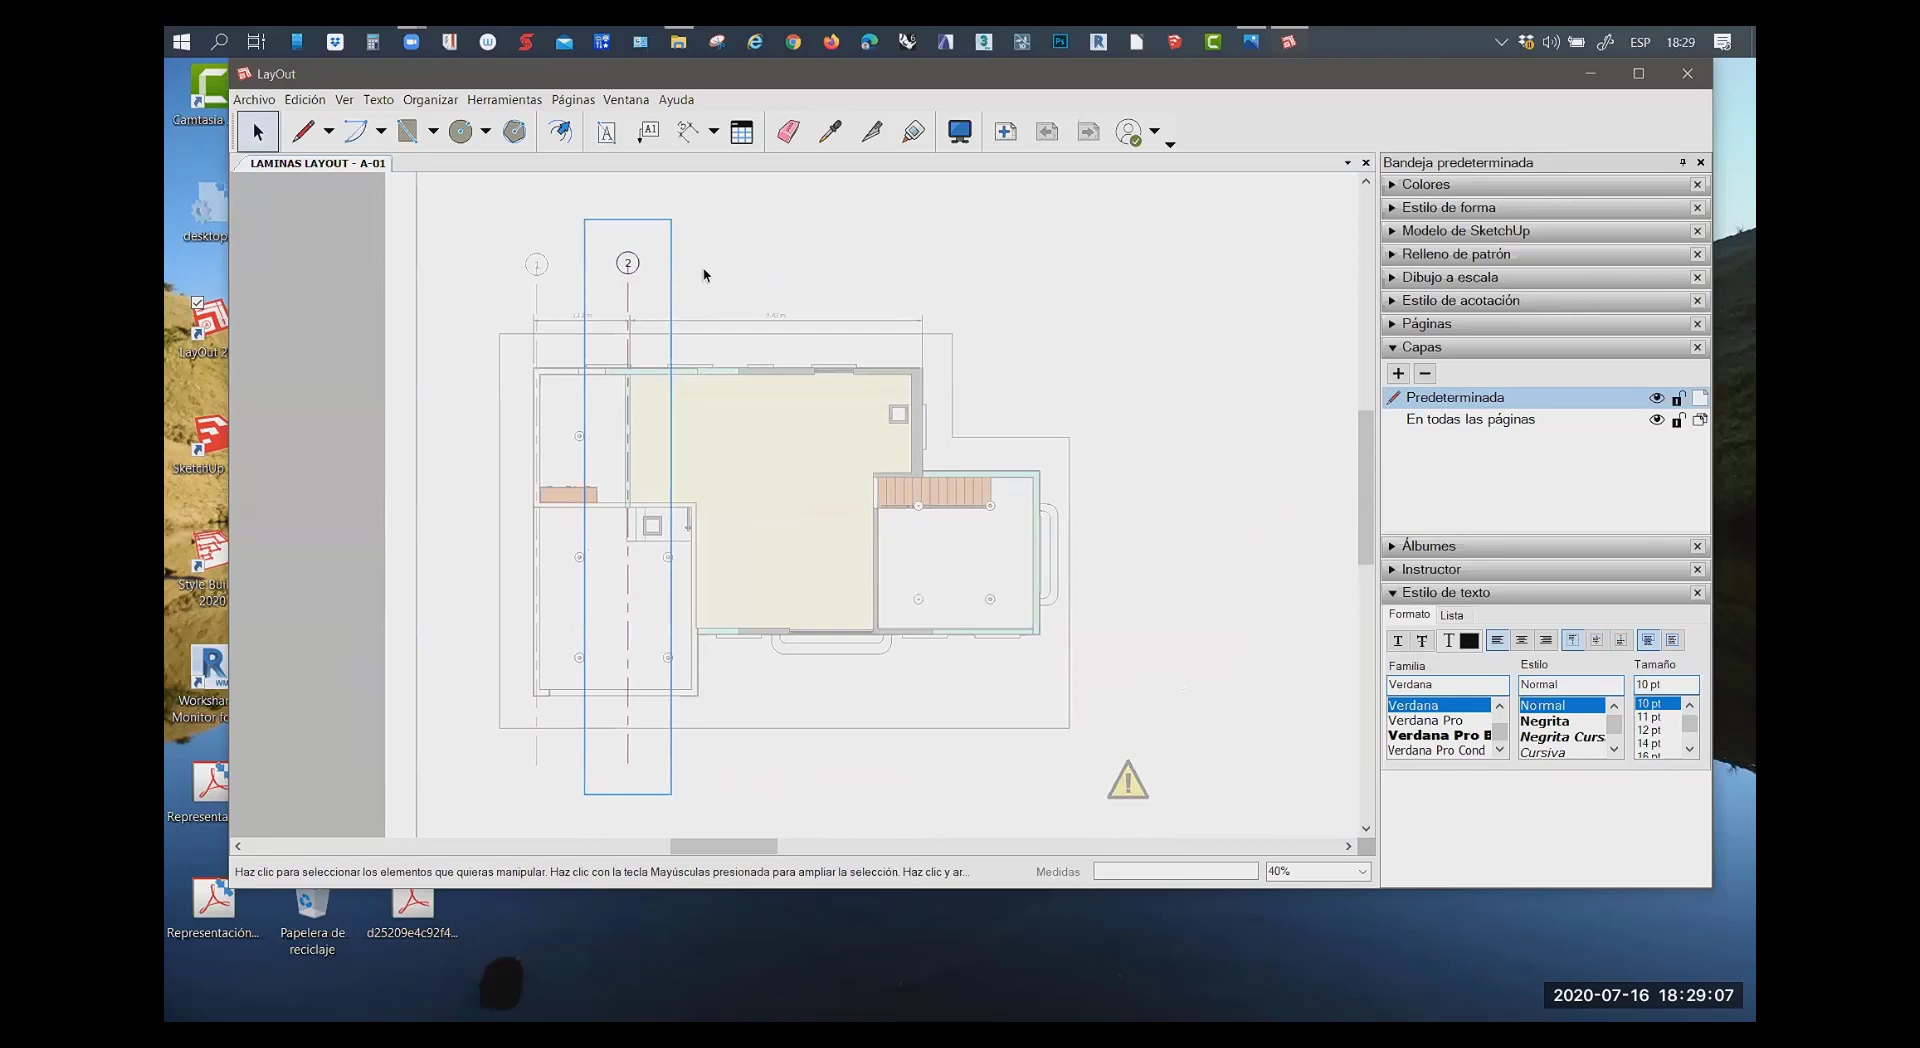 ESP 18:29
LayOut
Archivo Edición Ver Texto Organizar Herramientas Páginas Ventana Ayuda
LAMINAS LAYOUT - A-01
Bandeja predeterminada
Colores
Estilo de forma
Modelo de SketchUp
Relleno de patrón
Dibujo a escala
Estilo de acotación
Páginas
Capas
Predeterminada
En todas las páginas
Álbumes
Instructor
Estilo de texto
Formato Lista
Familia Estilo Tamaño
Verdana Normal 10 pt
Verdana Normal 10 pt
Verdana Pro Negrita 11 pt
Verdana Pro B Negrita Curs 12 pt
Verdana Pro Cond Cursiva 14 pt
16 pt
1 2
Haz clic para seleccionar los elementos que quieras manipular. Haz clic con la tecla Mayúsculas presionada para ampliar la selección. Haz clic y ar...
Medidas 40%
Camtasia
desktop
LayOut 2
SketchUp
Style Buil
2020
Workshar
Monitor fo
Representa
Representación...
Papelera de
reciclaje
d25209e4c92f4...
2020-07-16 18:29:07